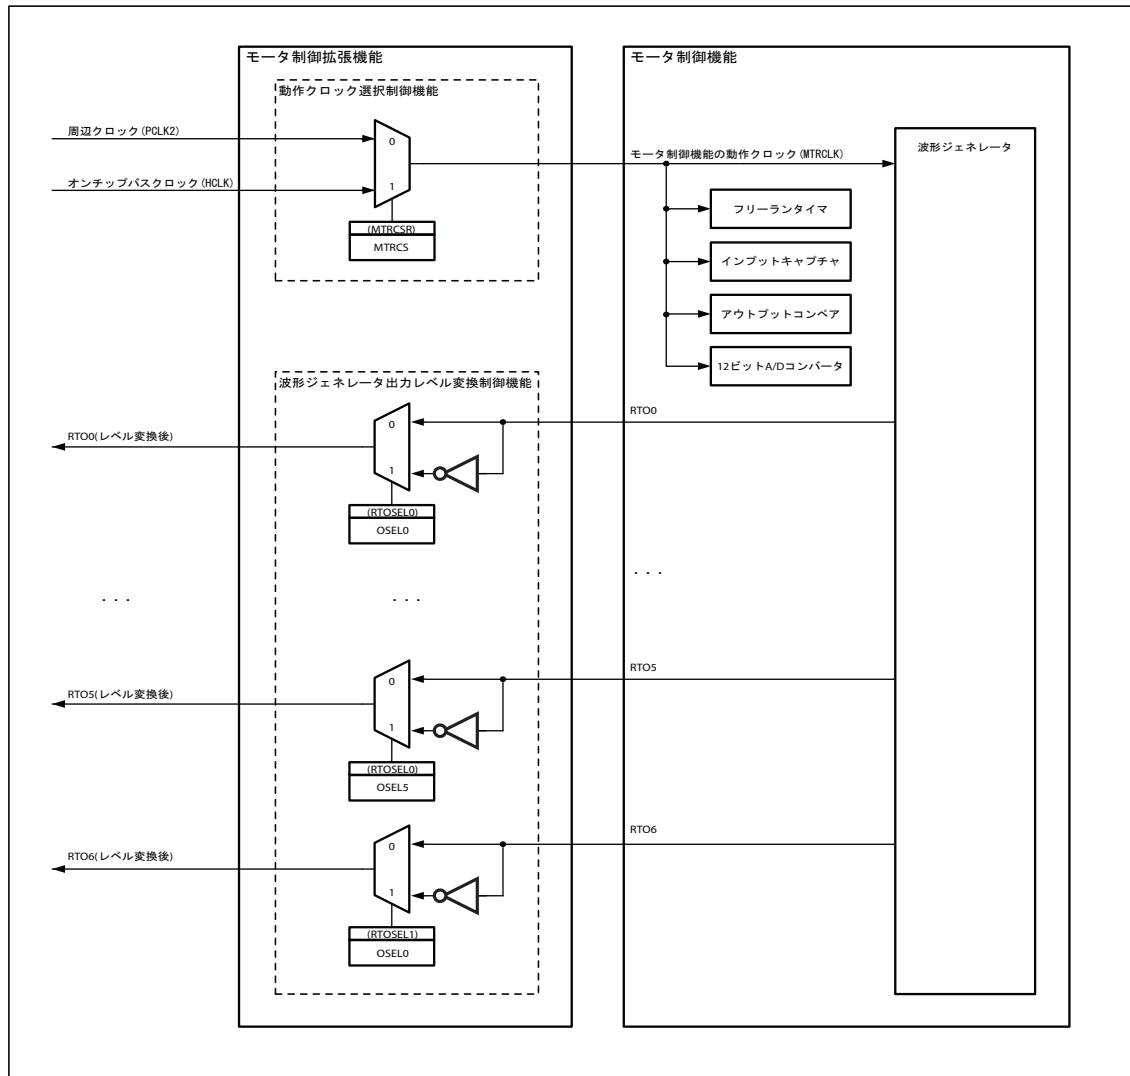 モータ制御拡張機能
モータ制御機能
動作クロック選択制御機能
周辺クロック(PCLK2)
0
オンチップバスクロック(HCLK)
1
(MTRCSR)
MTRCS
モータ制御機能の動作クロック(MTRCLK)
波形ジェネレータ
フリーランタイマ
インプットキャプチャ
アウトプットコンペア
12ビットA/Dコンバータ
波形ジェネレータ出力レベル変換制御機能
RTO0
0
RTO0(レベル変換後)
1
(RTOSEL0)
OSEL0
...
...
...
RTO5
0
RTO5(レベル変換後)
1
(RTOSEL0)
OSEL5
RTO6
0
RTO6(レベル変換後)
1
(RTOSEL1)
OSEL0